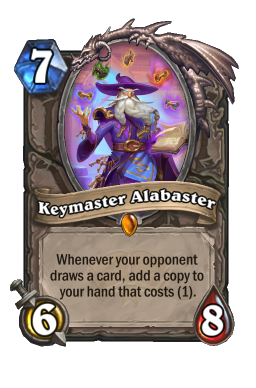 7
Keymaster Alabaster
Whenever your opponent
draws a card, add a copy to
your hand that costs (1).
6
8